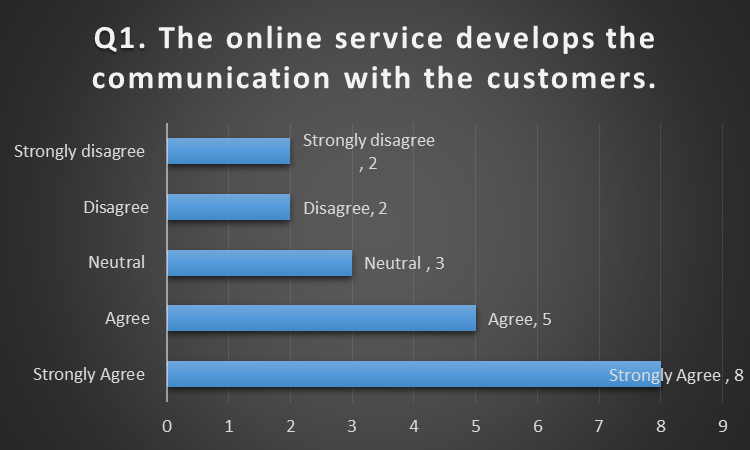 Q1. The online service develops the
communication with the customers.
Strongly disagree
Strongly disagree
, 2
Disagree
Disagree, 2
Neutral
Neutral , 3
Agree
Agree, 5
Strongly Agree
Strongly Agree , 8
0 1 2 3 4 5 6 7 8 9